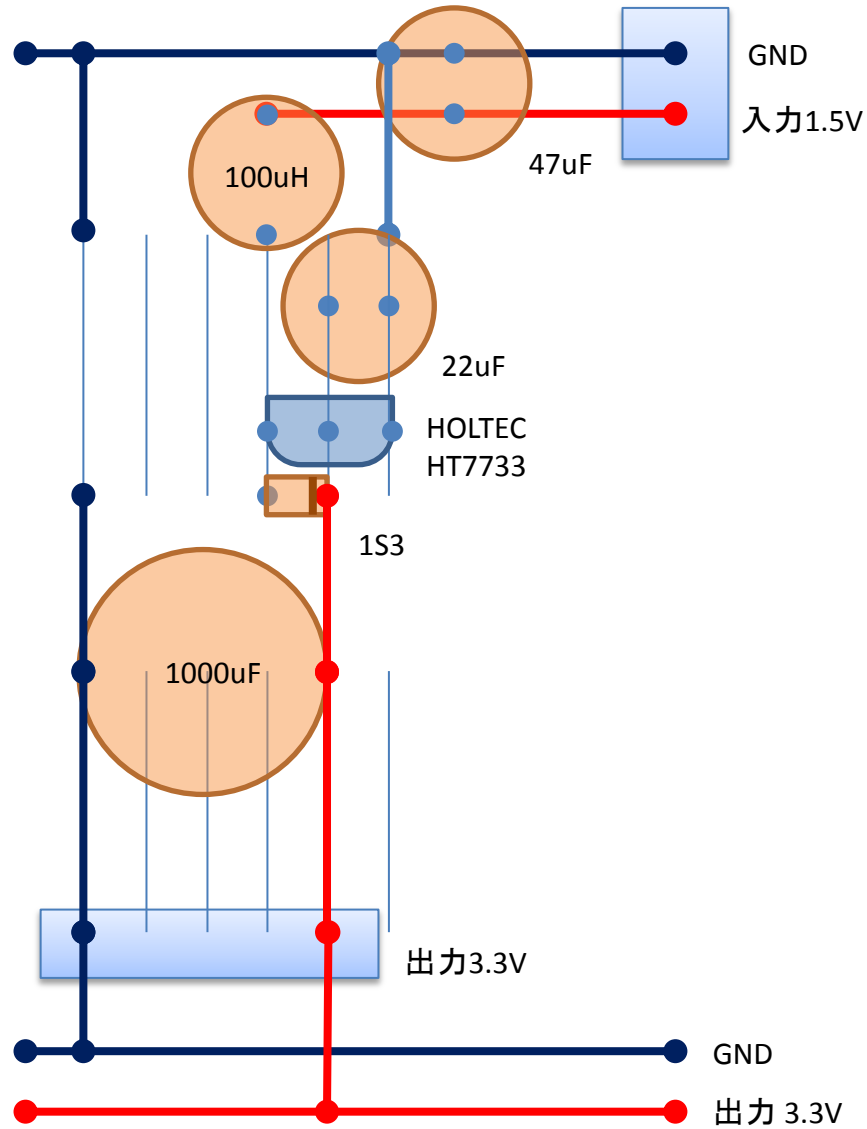 GND
入力1.5V
47uF
100uH
22uF
HOLTEC
HT7733
1S3
1000uF
出力3.3V
GND
出力 3.3V